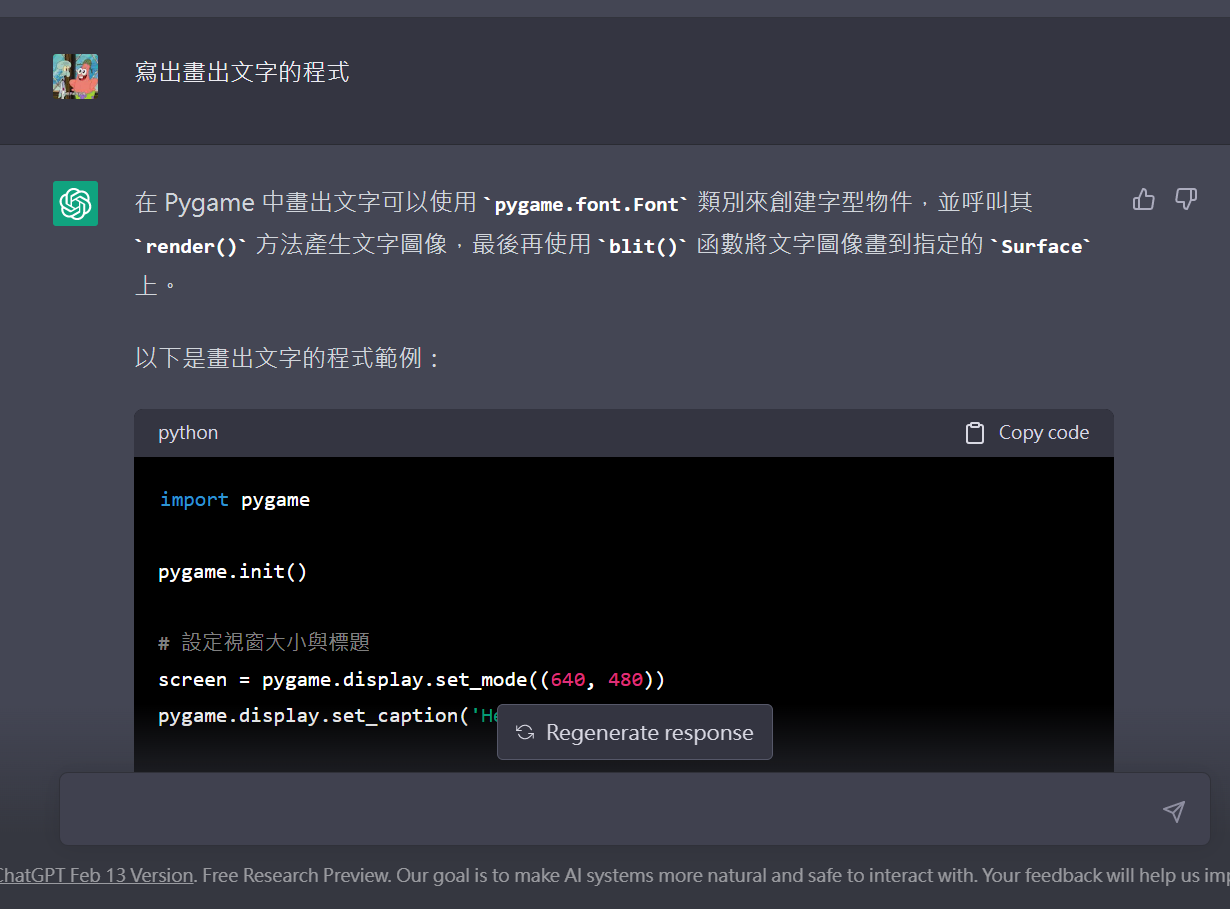 寫出畫出文字的程式
在 Pygame 中畫出文字可以使用 `pygame.font.Font` 類別來創建字型物件，並呼叫其
`render()` 方法產生文字圖像，最後再使用 `blit()` 函數將文字圖像畫到指定的 `Surface`
上。
以下是畫出文字的程式範例：
python Copy code
import pygame
pygame.init()
# 設定視窗大小與標題
screen = pygame.display.set_mode((640, 480))
pygame.display.set_caption('He
Regenerate response
ChatGPT Feb 13 Version. Free Research Preview. Our goal is to make AI systems more natural and safe to interact with. Your feedback will help us